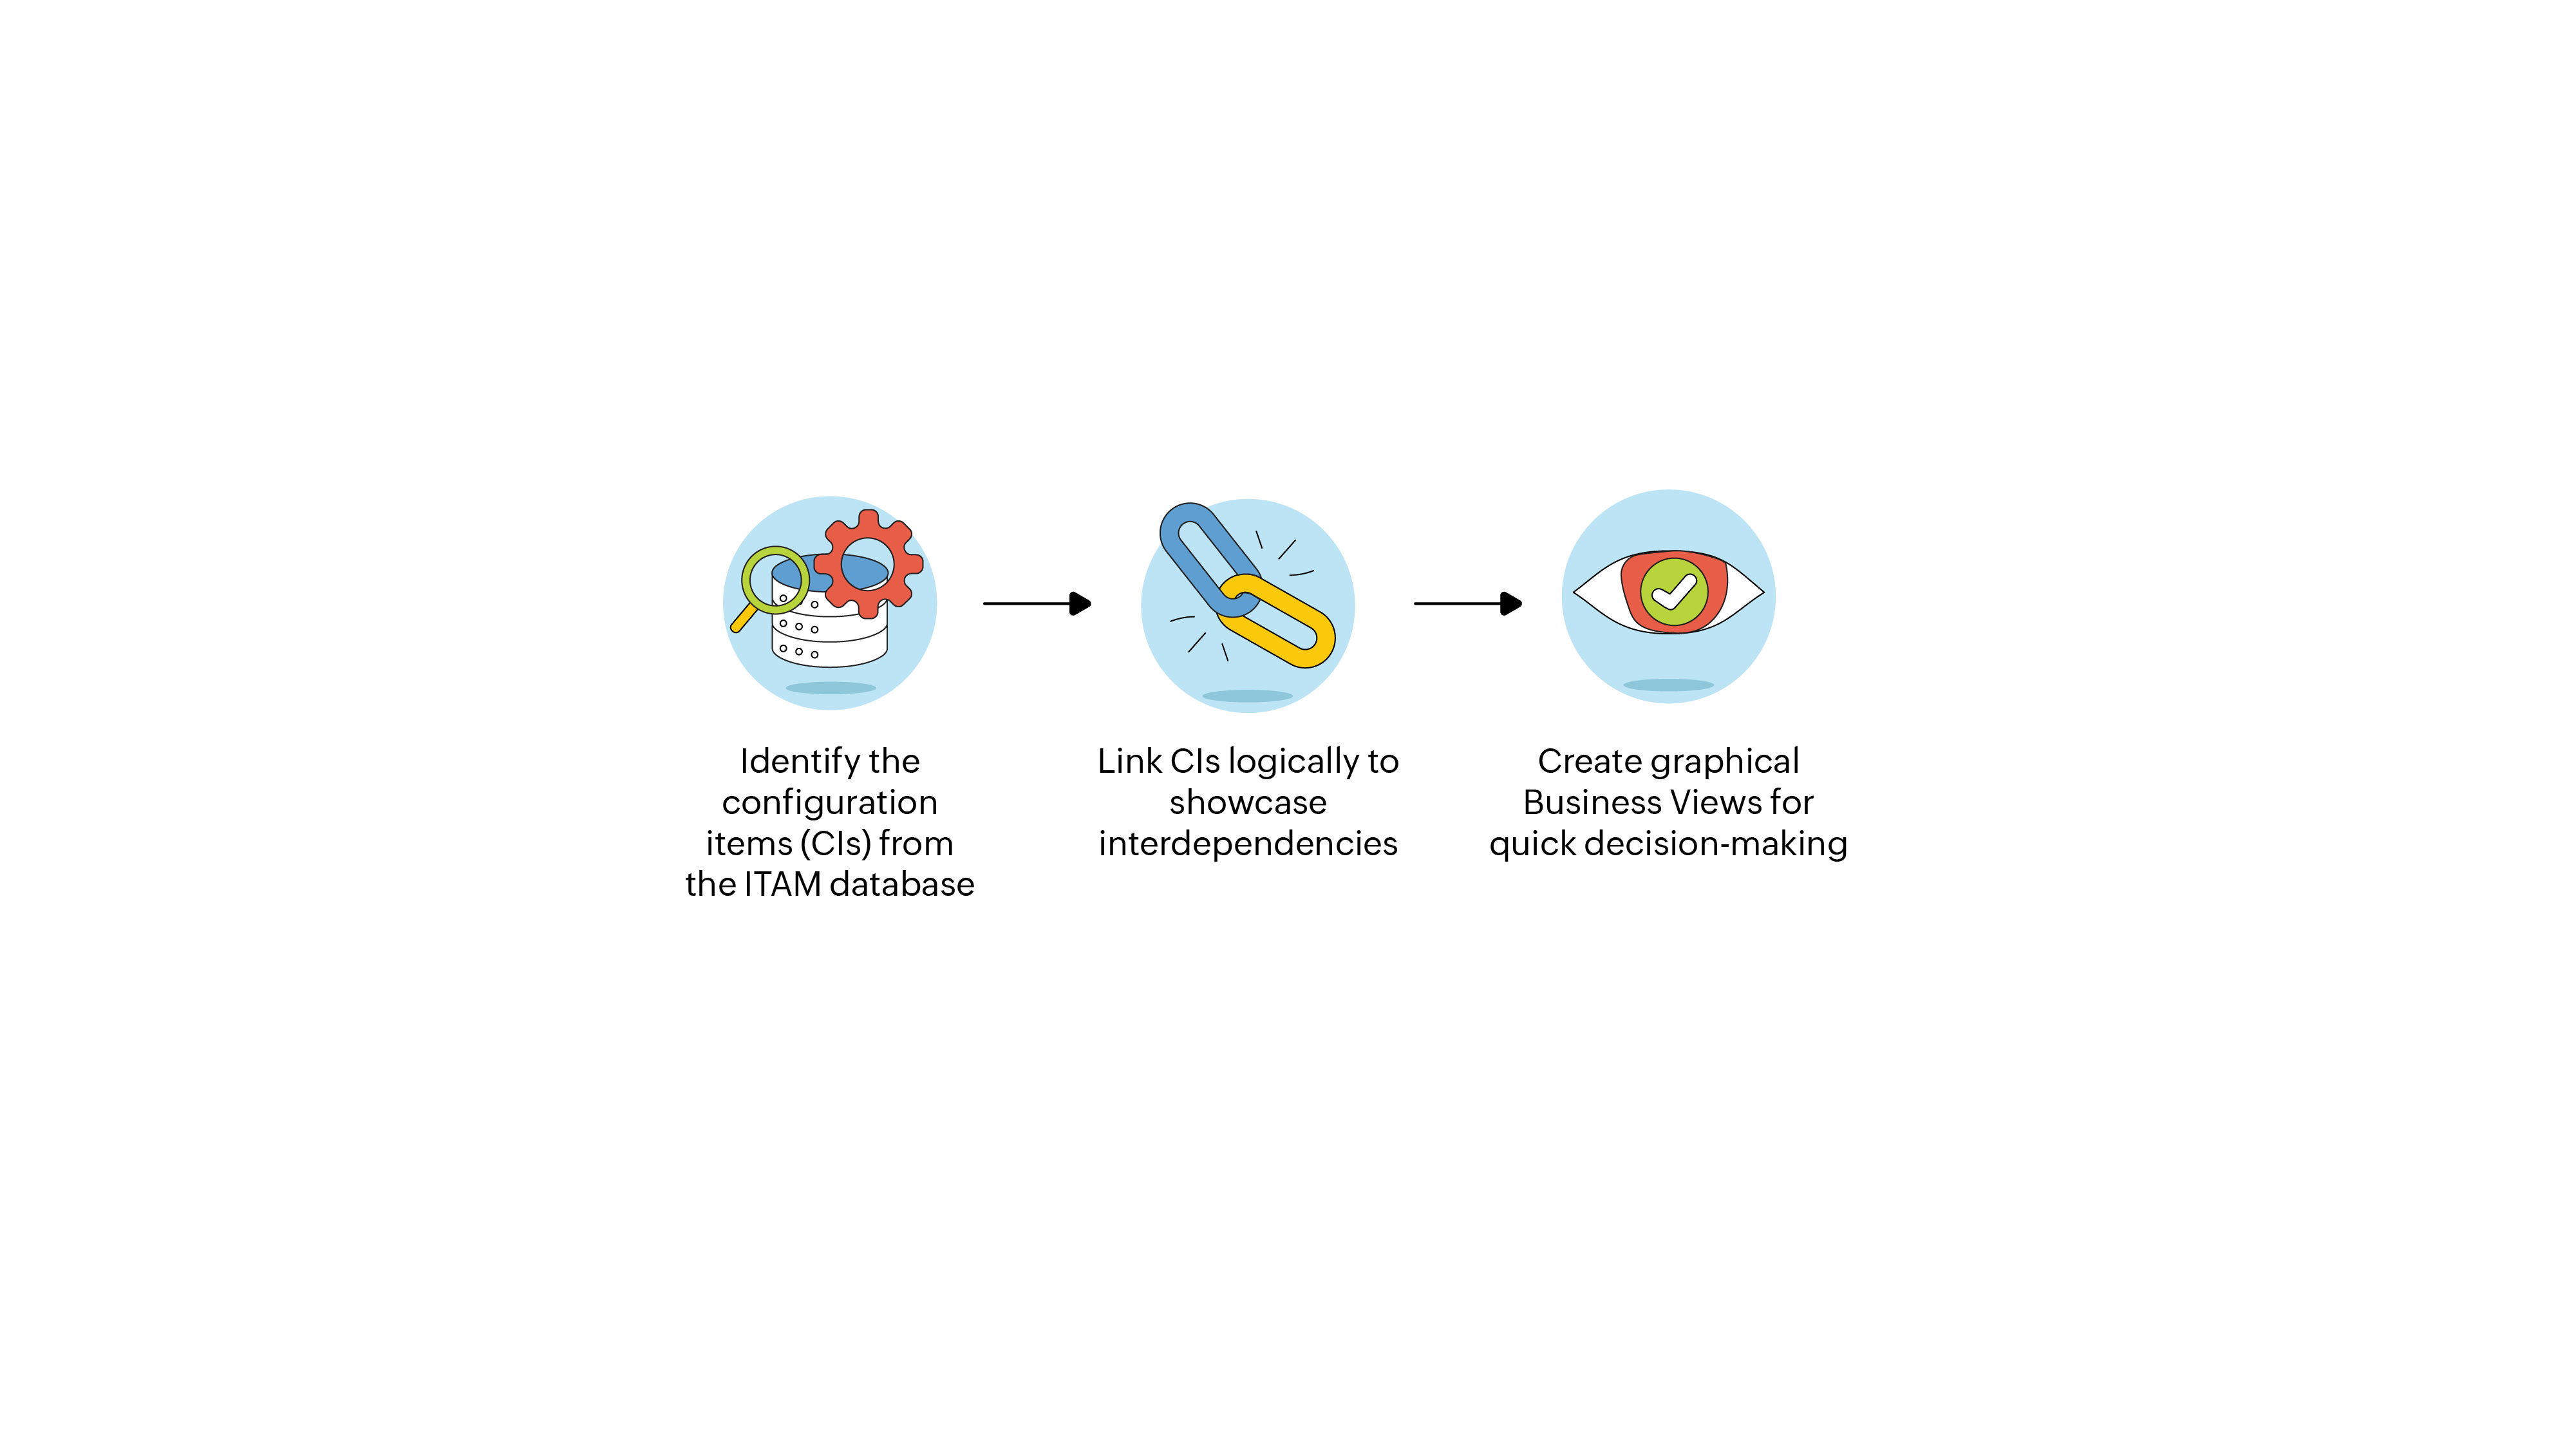 Identify the
configuration
items (CIs) from
the ITAM database
Link CIs logically to
showcase
interdependencies
Create graphical
Business Views for
quick decision-making